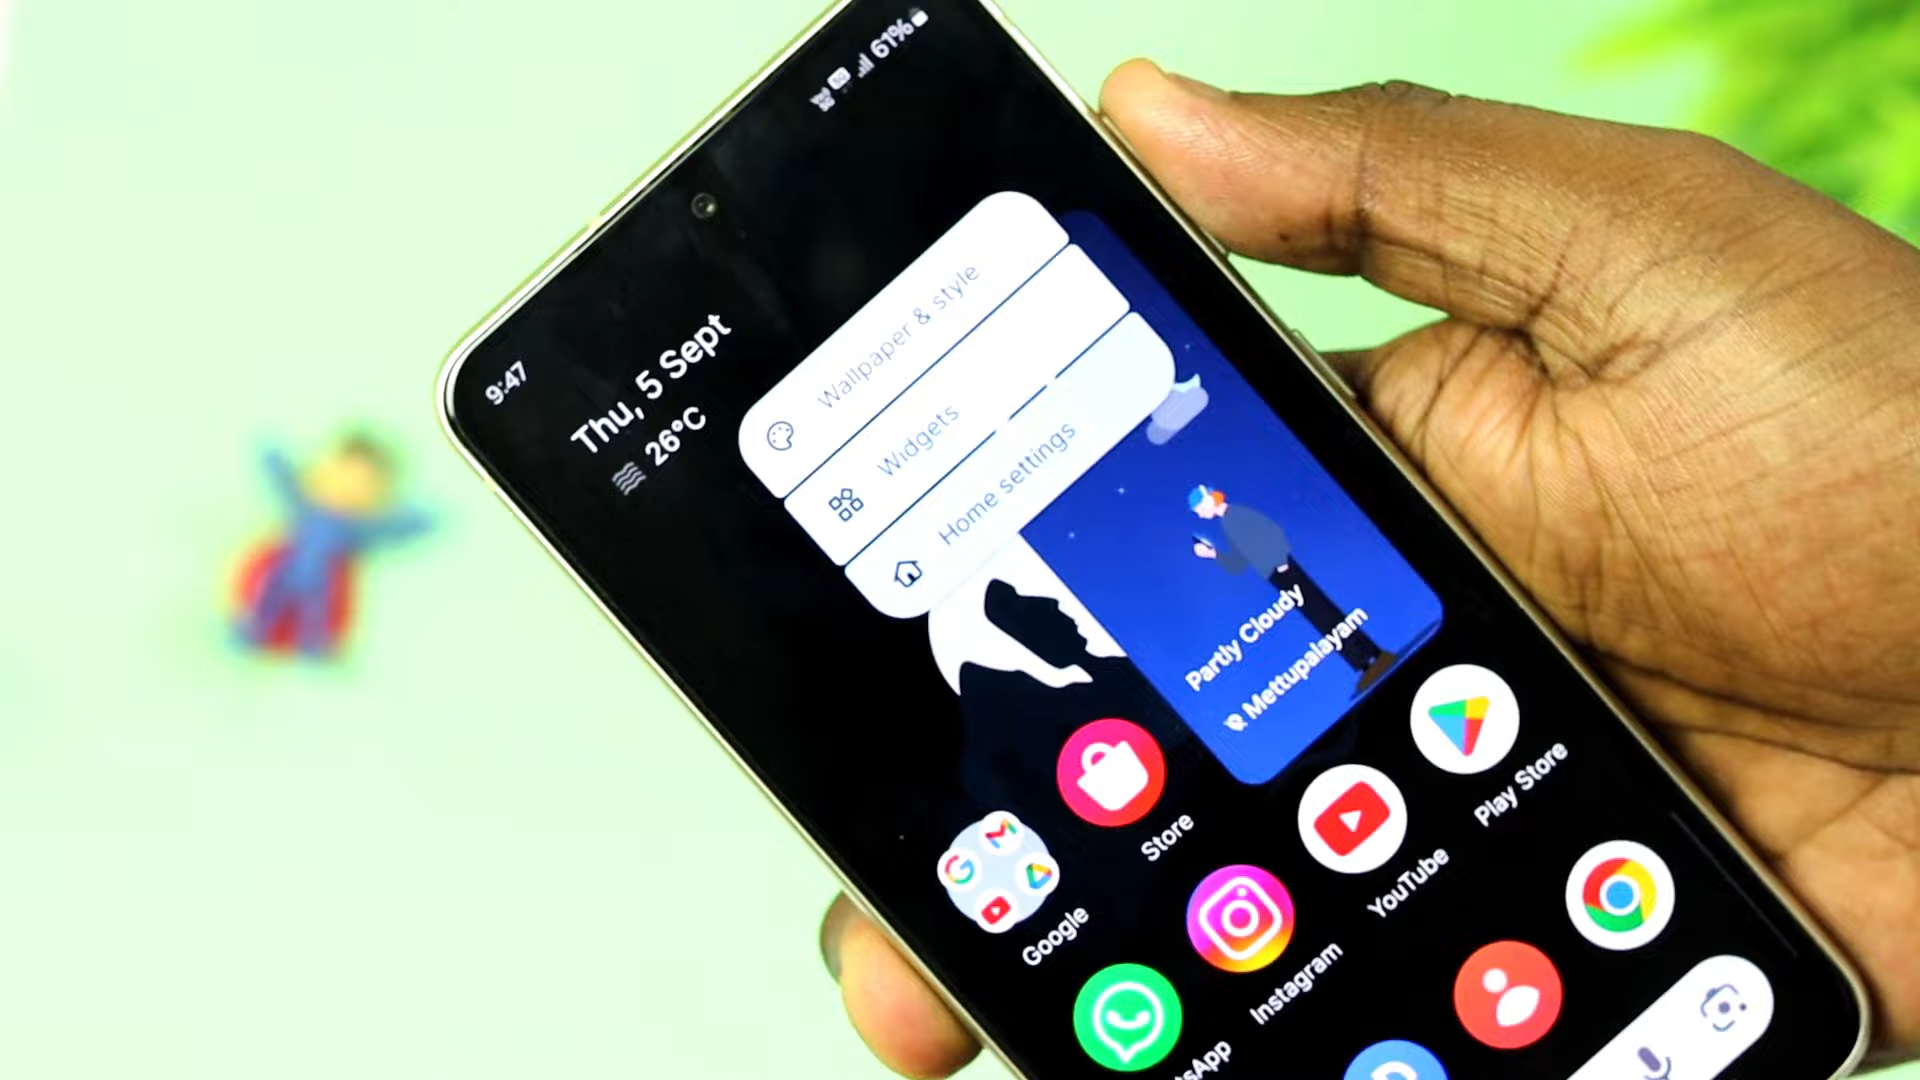 61%
9:47
Thu, 5 Sept
26°C
Wallpaper & style
Widgets
Home settings
Partly Cloudy
Mettupalayam
Google
Store
Instagram
YouTube
Play Store